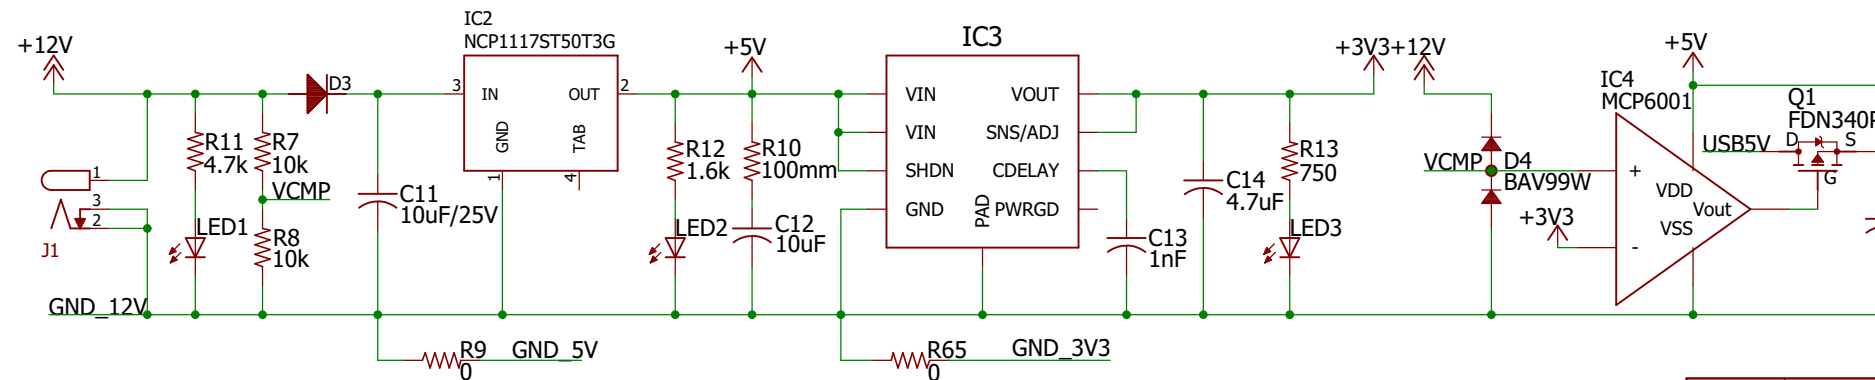 +12V
J1
1
3
2
GND_12V
R11
4.7k
LED1
R7
10k
VCMP
R8
10k
D3
C11
10uF/25V
R9
0
GND_5V
IC2
NCP1117ST50T3G
3
IN
OUT
2
GND
TAB
1
4
R12
1.6k
LED2
+5V
R10
100mm
C12
10uF
IC3
VIN
VOUT
VIN
SNS/ADJ
SHDN
CDELAY
GND
PAD
PWRGD
R65
0
GND_3V3
C13
1nF
C14
4.7uF
R13
750
LED3
+3V3
+12V
VCMP
D4
BAV99W
+3V3
IC4
MCP6001
+
VDD
Vout
VSS
-
+5V
USB5V
Q1
FDN340P
D
S
G